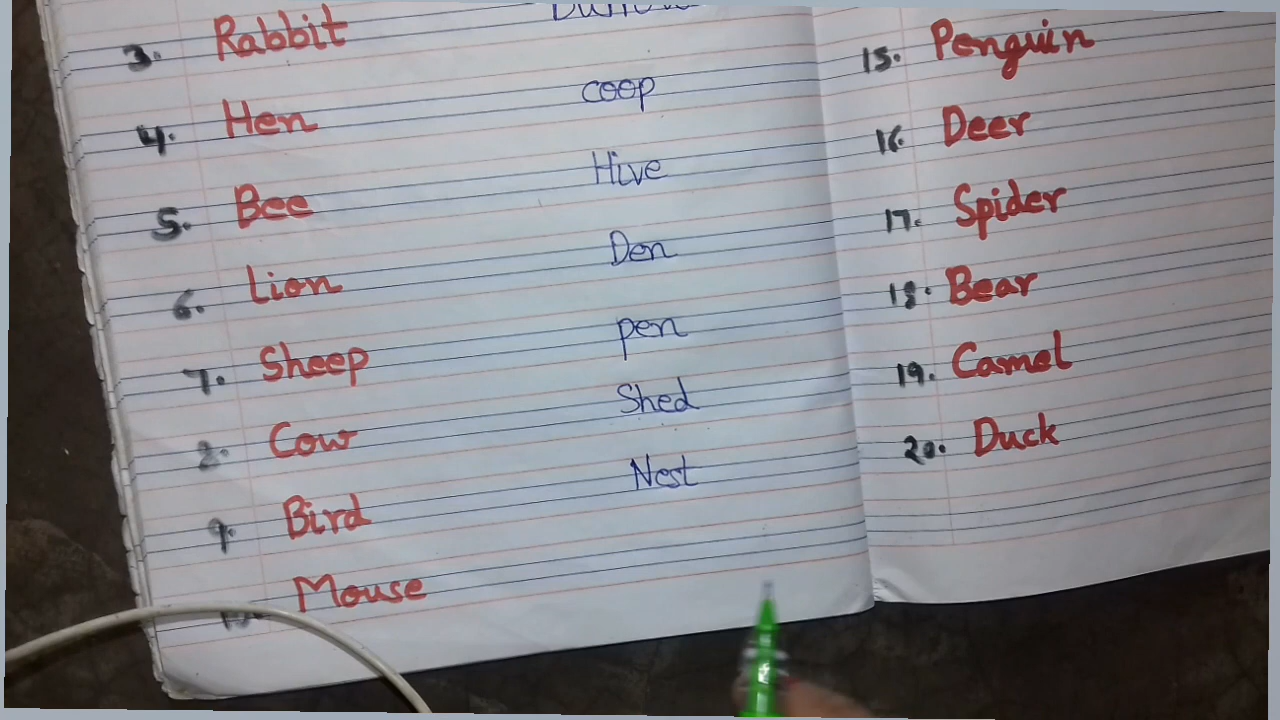 3. Rabbit
4. Hen coop
5. Bee Hive
6. Lion Den
7. Sheep pen
8. Cow Shed
9. Bird Nest
10. Mouse
15. Penguin
16. Deer
17. Spider
18. Bear
19. Camel
20. Duck